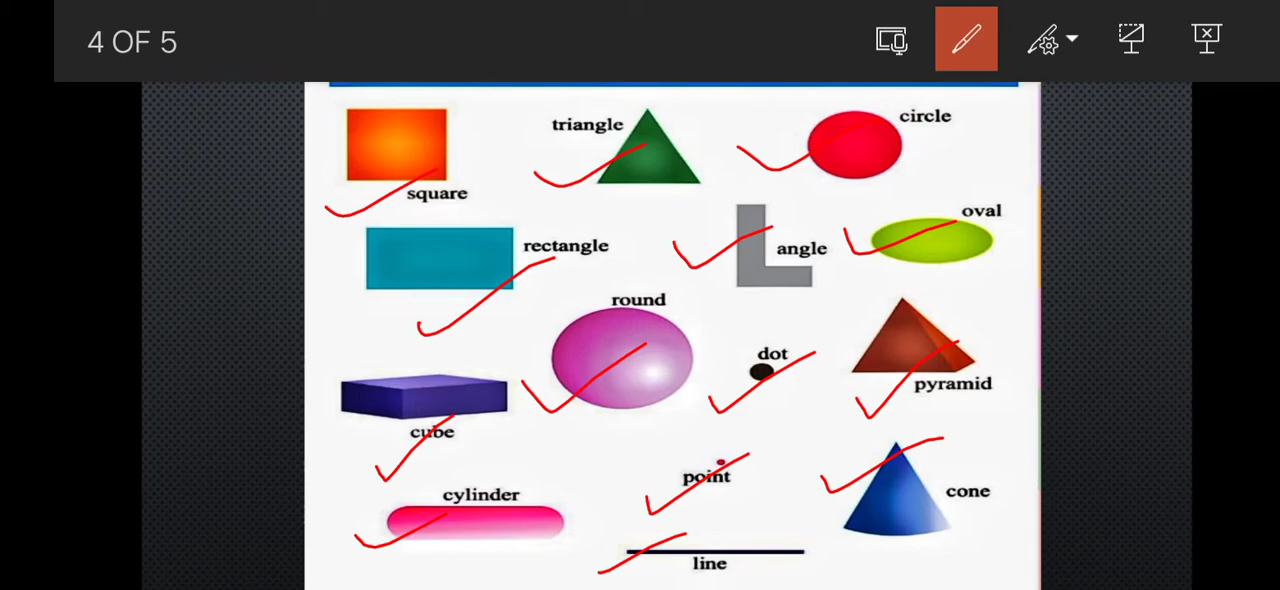 4 OF 5
triangle
circle
square
oval
rectangle
angle
round
dot
pyramid
cube
point
cylinder
cone
line